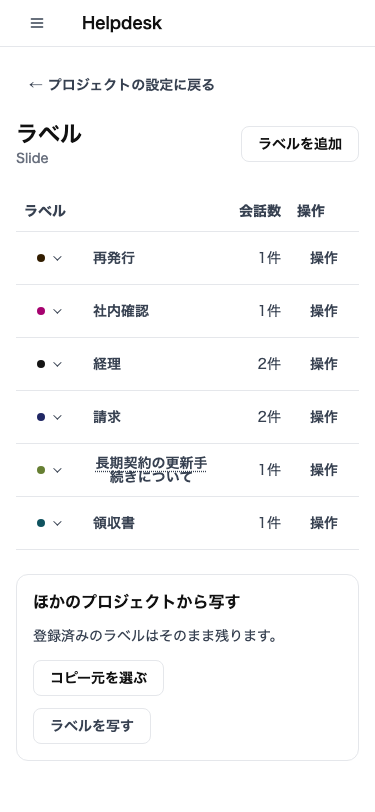 Helpdesk
← プロジェクトの設定に戻る
ラベル
Slide
ラベルを追加
ラベル 会話数 操作
再発行 1件 操作
社内確認 1件 操作
経理 2件 操作
請求 2件 操作
長期契約の更新手
続きについて 1件 操作
領収書 1件 操作
ほかのプロジェクトから写す
登録済みのラベルはそのまま残ります。
コピー元を選ぶ
ラベルを写す